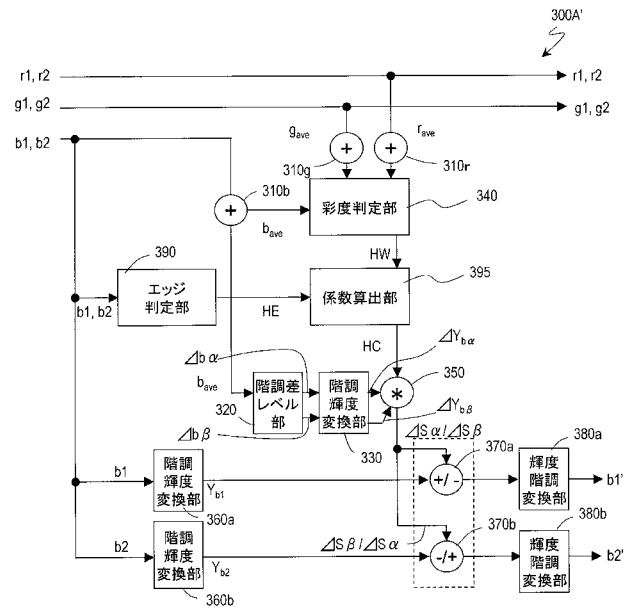 300A'
r1, r2
r1, r2
g1, g2
g1, g2
b1, b2
gave
rave
+
+
310g
310r
310b
+
bave
彩度判定部
340
390
HW
エッジ
判定部
395
係数算出部
b1, b2
HE
HC
⊿Ybα
⊿bα
bave
階調差
レベル
部
階調
輝度
変換部
*
350
320
⊿bβ
330
⊿Ybβ
⊿Sα/⊿Sβ
370a
380a
b1
階調
輝度
変換部
Yb1
+/-
輝度
階調
変換部
b1'
360a
370b
380b
b2
階調
輝度
変換部
Yb2
⊿Sβ/⊿Sα
-/+
輝度
階調
変換部
b2'
360b